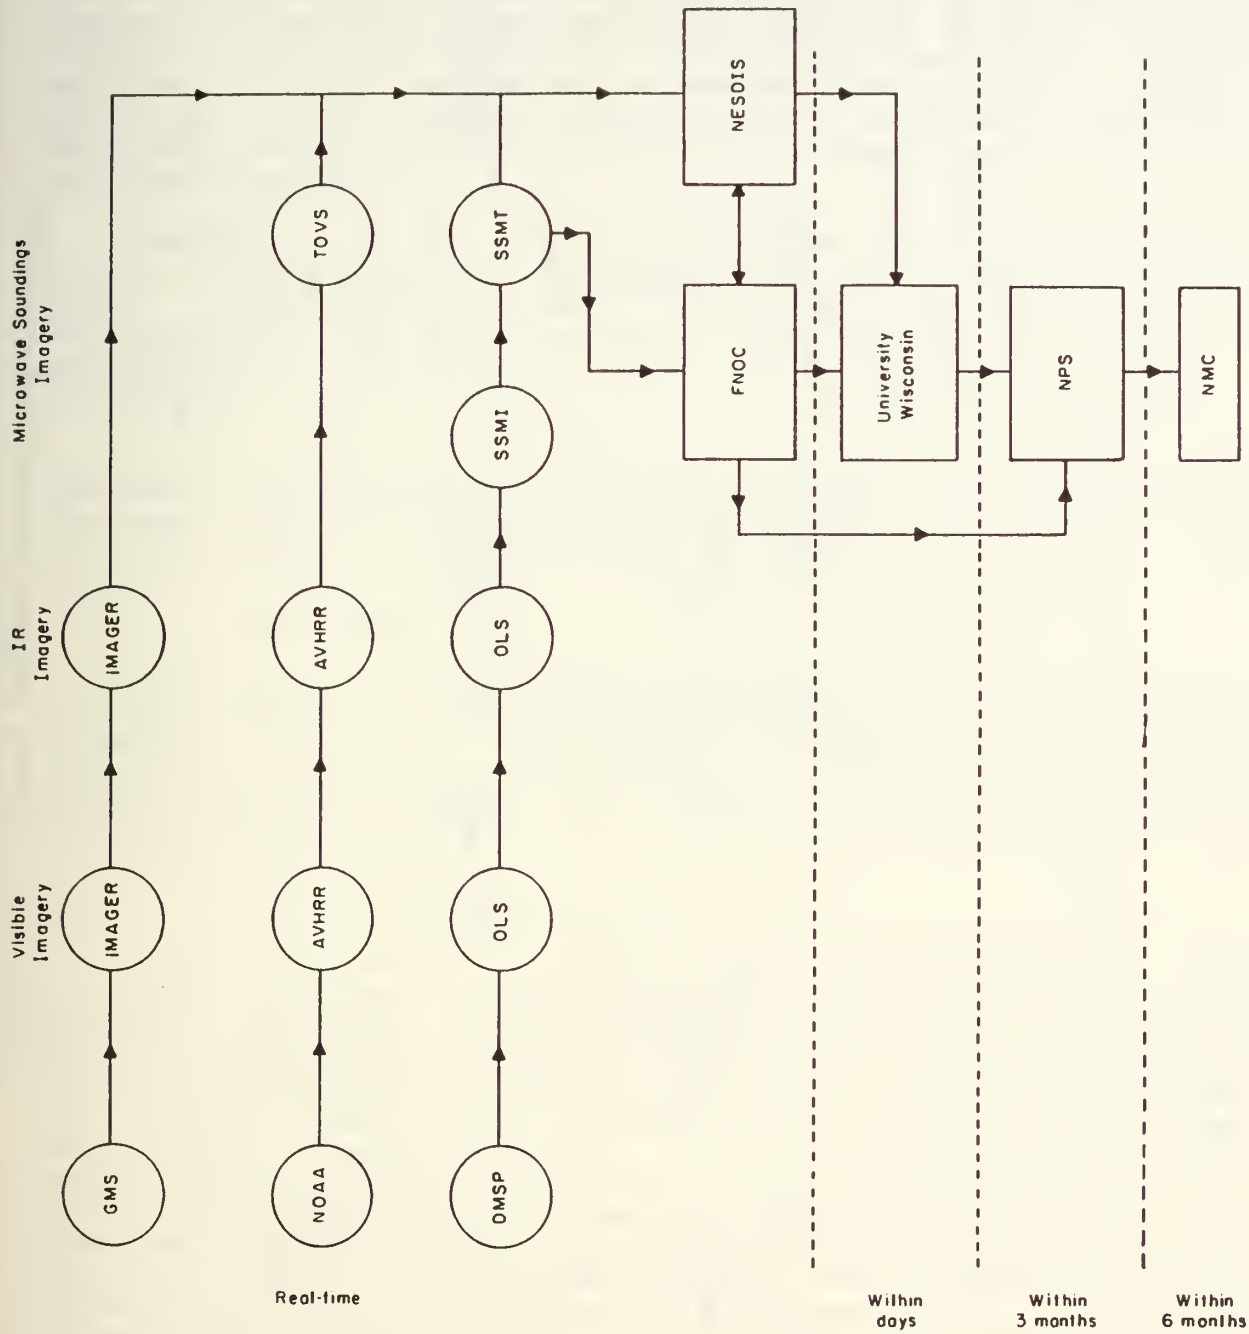 Visible
Imagery
IR
Imagery
Microwave Soundings
Imagery
Real-time
GMS
IMAGER
IMAGER
NOAA
AVHRR
AVHRR
TOVS
DMSP
OLS
OLS
SSMI
SSMT
FNOC
NESDIS
Within
days
University
Wisconsin
Within
3 months
NPS
Within
6 months
NMC